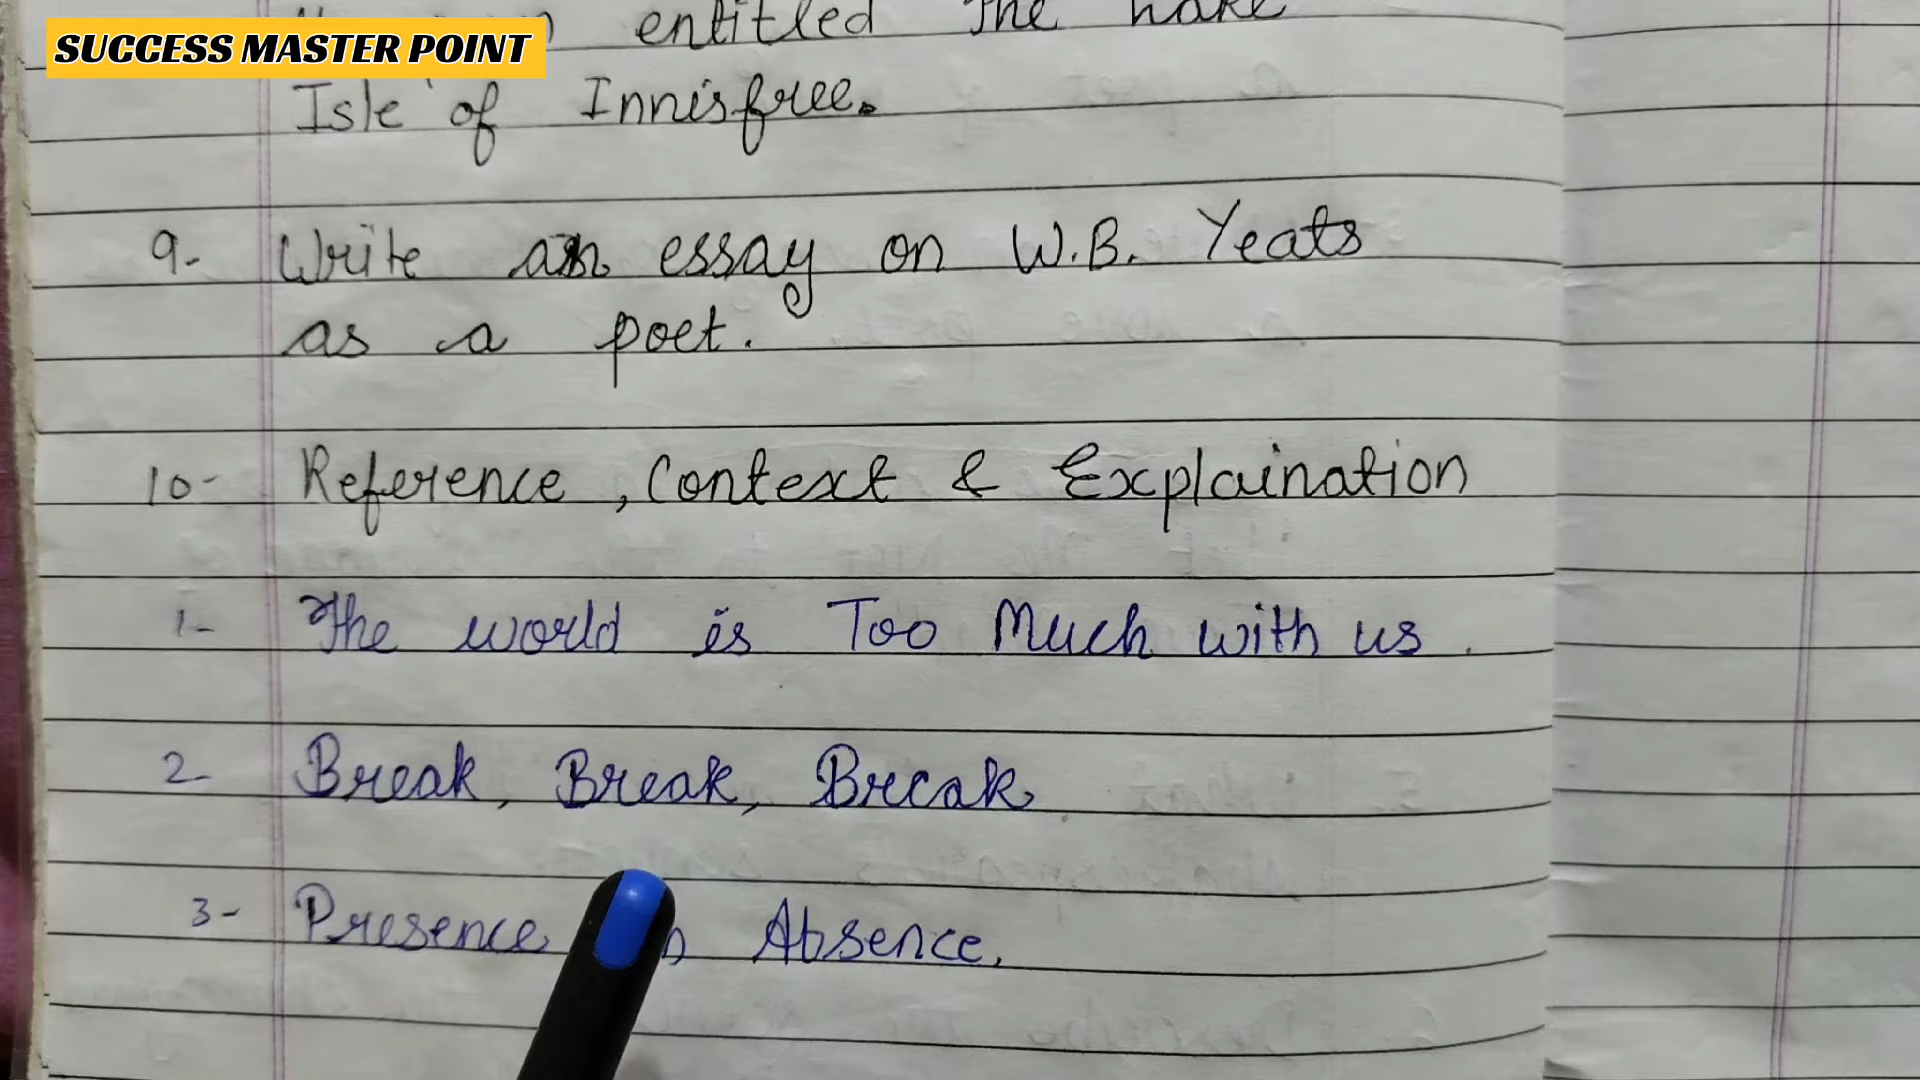 SUCCESS MASTER POINT
entitled The
Isle of Innisfree.
9- Write an essay on W.B. Yeats
as a poet.
10- Reference, Context & Explaination
1- The world is Too Much with us.
2- Break, Break, Break
3- Presence Absence.